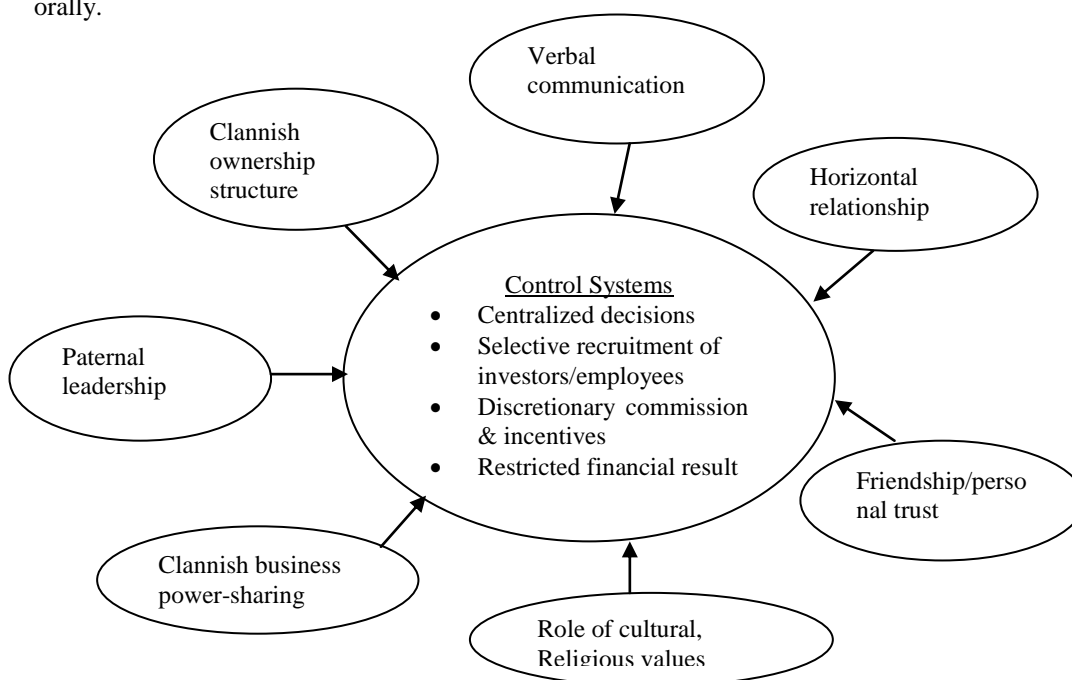 orally.
Verbal
communication
Clannish
ownership
structure
Horizontal
relationship
Control Systems
• Centralized decisions
• Selective recruitment of
investors/employees
• Discretionary commission
& incentives
• Restricted financial result
Paternal
leadership
Friendship/perso
nal trust
Clannish business
power-sharing
Role of cultural,
Religious values